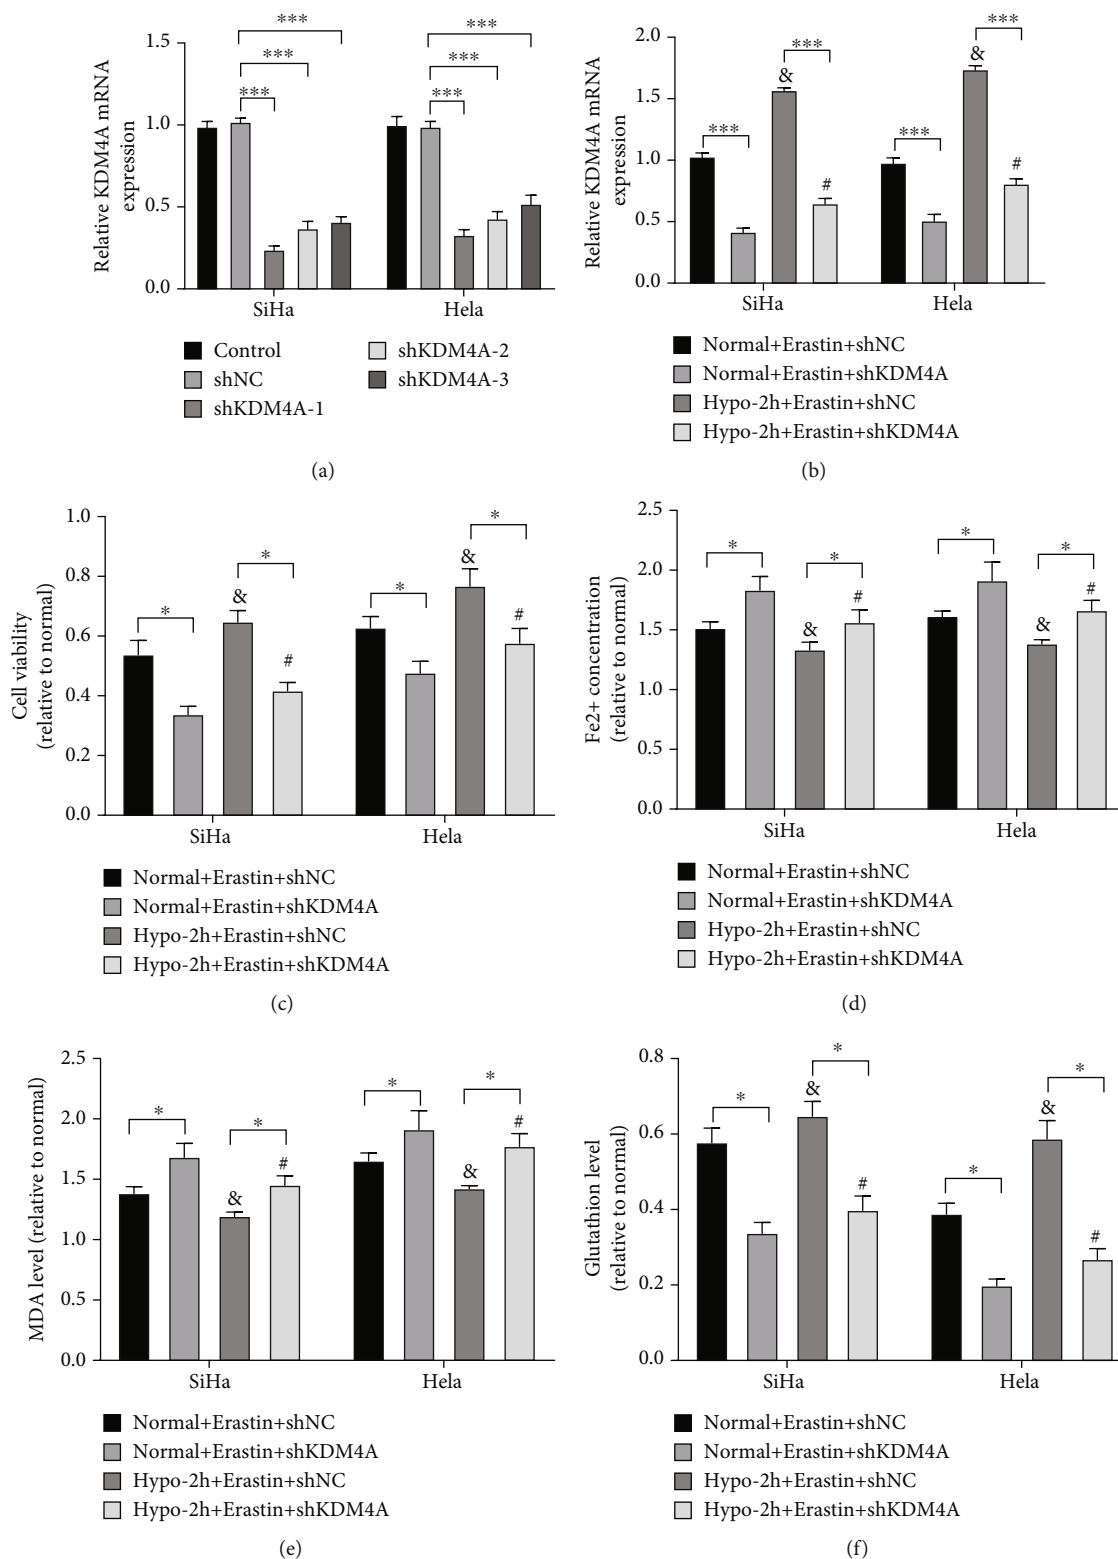 Relative KDM4A mRNA
expression
1.5
1.0
0.5
0.0
***
***
***
***
***
***
SiHa
Hela
Control
shNC
shKDM4A-1
shKDM4A-2
shKDM4A-3
(a)
Relative KDM4A mRNA
expression
2.0
1.5
1.0
0.5
0.0
***
***
&
#
***
***
&
#
SiHa
Hela
Normal+Erastin+shNC
Normal+Erastin+shKDM4A
Hypo-2h+Erastin+shNC
Hypo-2h+Erastin+shKDM4A
(b)
Cell viability
(relative to normal)
1.0
0.8
0.6
0.4
0.2
0.0
*
*
&
#
*
*
&
#
SiHa
Hela
Normal+Erastin+shNC
Normal+Erastin+shKDM4A
Hypo-2h+Erastin+shNC
Hypo-2h+Erastin+shKDM4A
(c)
Fe2+ concentration
(relative to normal)
2.5
2.0
1.5
1.0
0.5
0.0
*
*
&
#
*
*
&
#
SiHa
Hela
Normal+Erastin+shNC
Normal+Erastin+shKDM4A
Hypo-2h+Erastin+shNC
Hypo-2h+Erastin+shKDM4A
(d)
MDA level (relative to normal)
2.5
2.0
1.5
1.0
0.5
0.0
*
*
&
#
*
*
&
#
SiHa
Hela
Normal+Erastin+shNC
Normal+Erastin+shKDM4A
Hypo-2h+Erastin+shNC
Hypo-2h+Erastin+shKDM4A
(e)
Glutathion level
(relative to normal)
0.8
0.6
0.4
0.2
0.0
*
*
&
#
*
*
&
#
SiHa
Hela
Normal+Erastin+shNC
Normal+Erastin+shKDM4A
Hypo-2h+Erastin+shNC
Hypo-2h+Erastin+shKDM4A
(f)